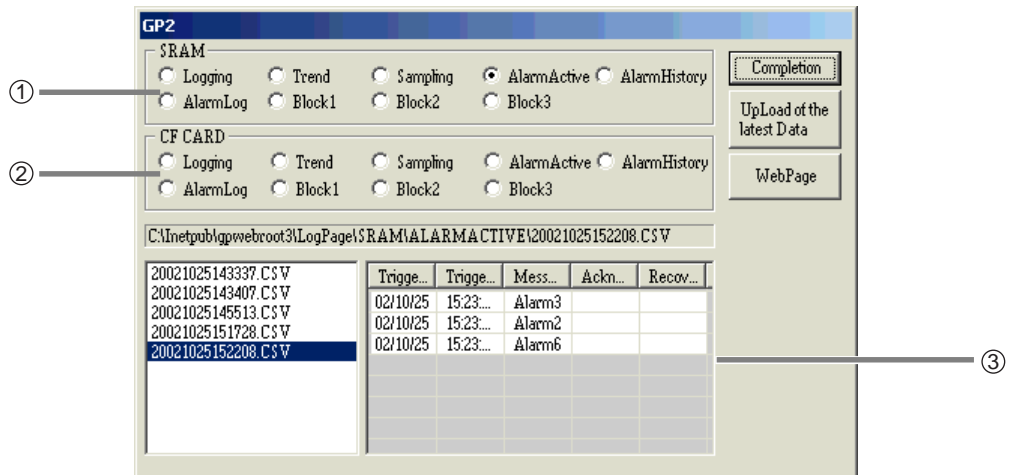 GP2
SRAM
Logging Trend Sampling AlarmActive AlarmHistory
AlarmLog Block1 Block2 Block3
Completion
UpLoad of the
latest Data
WebPage
①
CF CARD
Logging Trend Sampling AlarmActive AlarmHistory
AlarmLog Block1 Block2 Block3
②
C:\Inetpub\gpwebroot3\LogPage\SRAM\ALARMACTIVE\20021025152208.CSV
20021025143337.CSV
20021025143407.CSV
20021025145513.CSV
20021025151728.CSV
20021025152208.CSV
Trigge... Trigge... Mess... Ackn... Recov...
02/10/25 15:23:... Alarm3
02/10/25 15:23:... Alarm2
02/10/25 15:23:... Alarm6
③